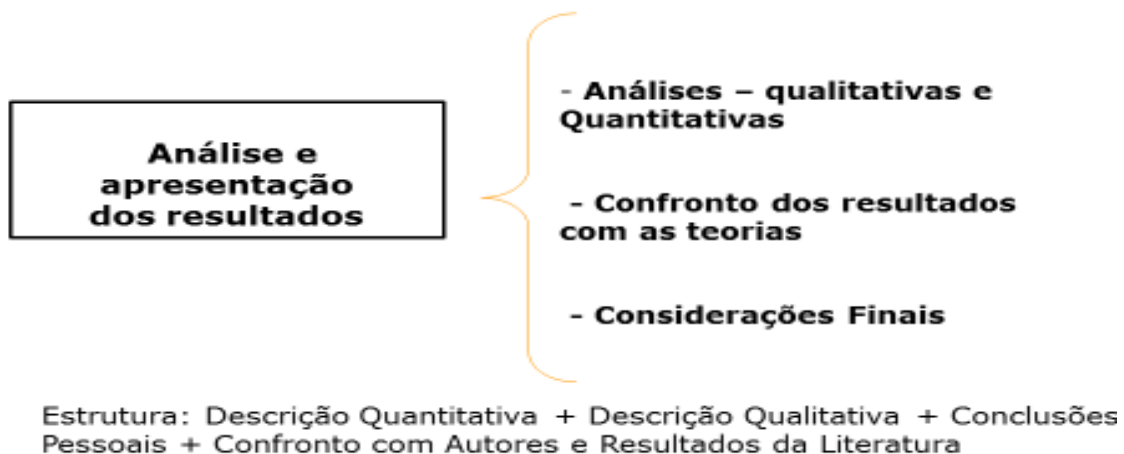 Análise e
apresentação
dos resultados
- Análises – qualitativas e
Quantitativas
- Confronto dos resultados
com as teorias
- Considerações Finais
Estrutura: Descrição Quantitativa + Descrição Qualitativa + Conclusões
Pessoais + Confronto com Autores e Resultados da Literatura